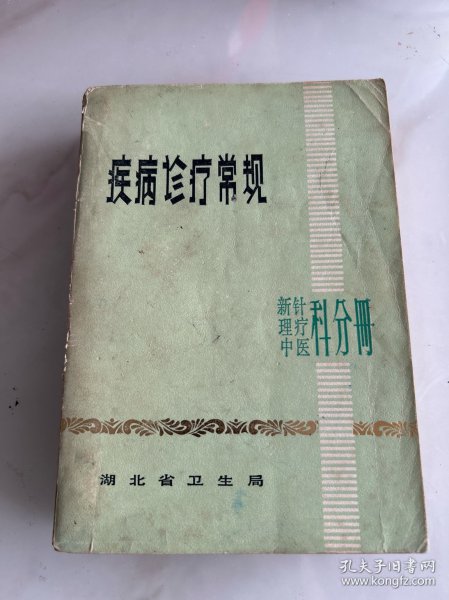 疾病诊疗常规
新针
理疗
中医
科分册
湖北省卫生局
孔夫子旧书网
www.kongfz.com